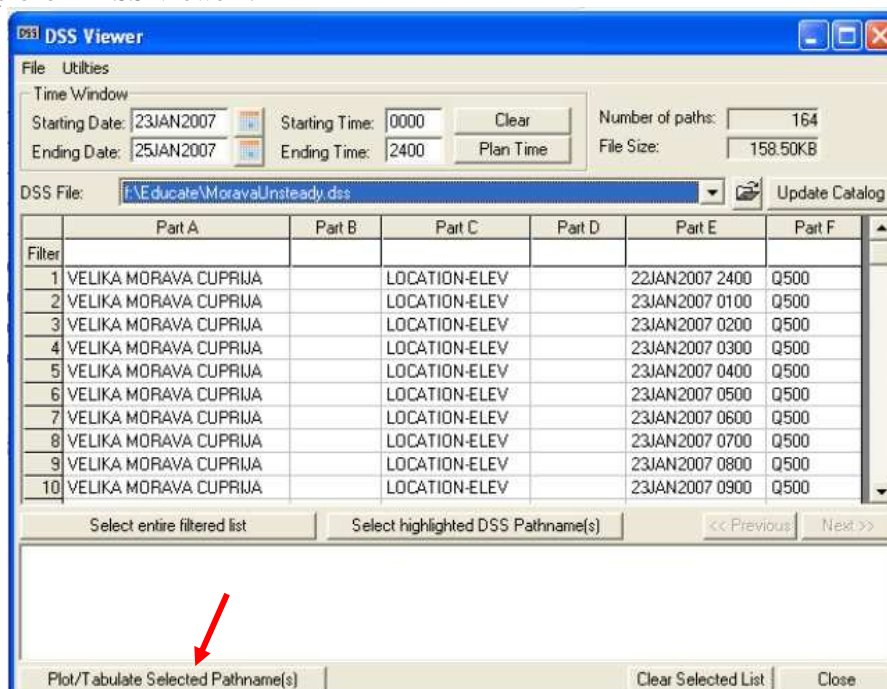 DSS DSS Viewer
File Utilties
Time Window
Starting Date: 23JAN2007 Starting Time: 0000 Clear Number of paths: 164
Ending Date: 25JAN2007 Ending Time: 2400 Plan Time File Size: 158.50KB
DSS File: f:\Educate\MoravaUnsteady.dss Update Catalog
Part A Part B Part C Part D Part E Part F
Filter
1 VELIKA MORAVA CUPRIJA LOCATION-ELEV 22JAN2007 2400 Q500
2 VELIKA MORAVA CUPRIJA LOCATION-ELEV 23JAN2007 0100 Q500
3 VELIKA MORAVA CUPRIJA LOCATION-ELEV 23JAN2007 0200 Q500
4 VELIKA MORAVA CUPRIJA LOCATION-ELEV 23JAN2007 0300 Q500
5 VELIKA MORAVA CUPRIJA LOCATION-ELEV 23JAN2007 0400 Q500
6 VELIKA MORAVA CUPRIJA LOCATION-ELEV 23JAN2007 0500 Q500
7 VELIKA MORAVA CUPRIJA LOCATION-ELEV 23JAN2007 0600 Q500
8 VELIKA MORAVA CUPRIJA LOCATION-ELEV 23JAN2007 0700 Q500
9 VELIKA MORAVA CUPRIJA LOCATION-ELEV 23JAN2007 0800 Q500
10 VELIKA MORAVA CUPRIJA LOCATION-ELEV 23JAN2007 0900 Q500
Select entire filtered list Select highlighted DSS Pathname(s) << Previous Next >>
Plot/Tabulate Selected Pathname(s) Clear Selected List Close